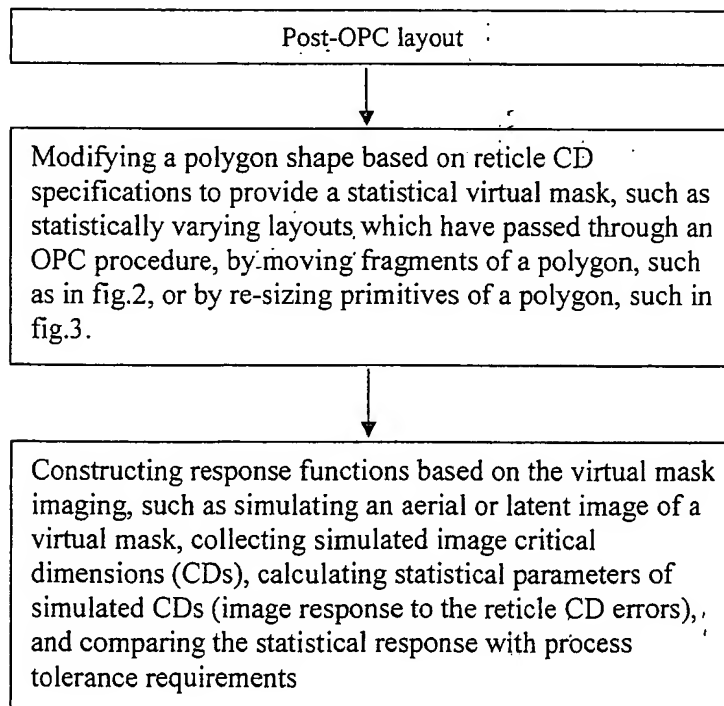 Post-OPC layout
Modifying a polygon shape based on reticle CD
specifications to provide a statistical virtual mask, such as
statistically varying layouts which have passed through an
OPC procedure, by moving fragments of a polygon, such
as in fig.2, or by re-sizing primitives of a polygon, such in
fig.3.
Constructing response functions based on the virtual mask
imaging, such as simulating an aerial or latent image of a
virtual mask, collecting simulated image critical
dimensions (CDs), calculating statistical parameters of
simulated CDs (image response to the reticle CD errors),
and comparing the statistical response with process
tolerance requirements